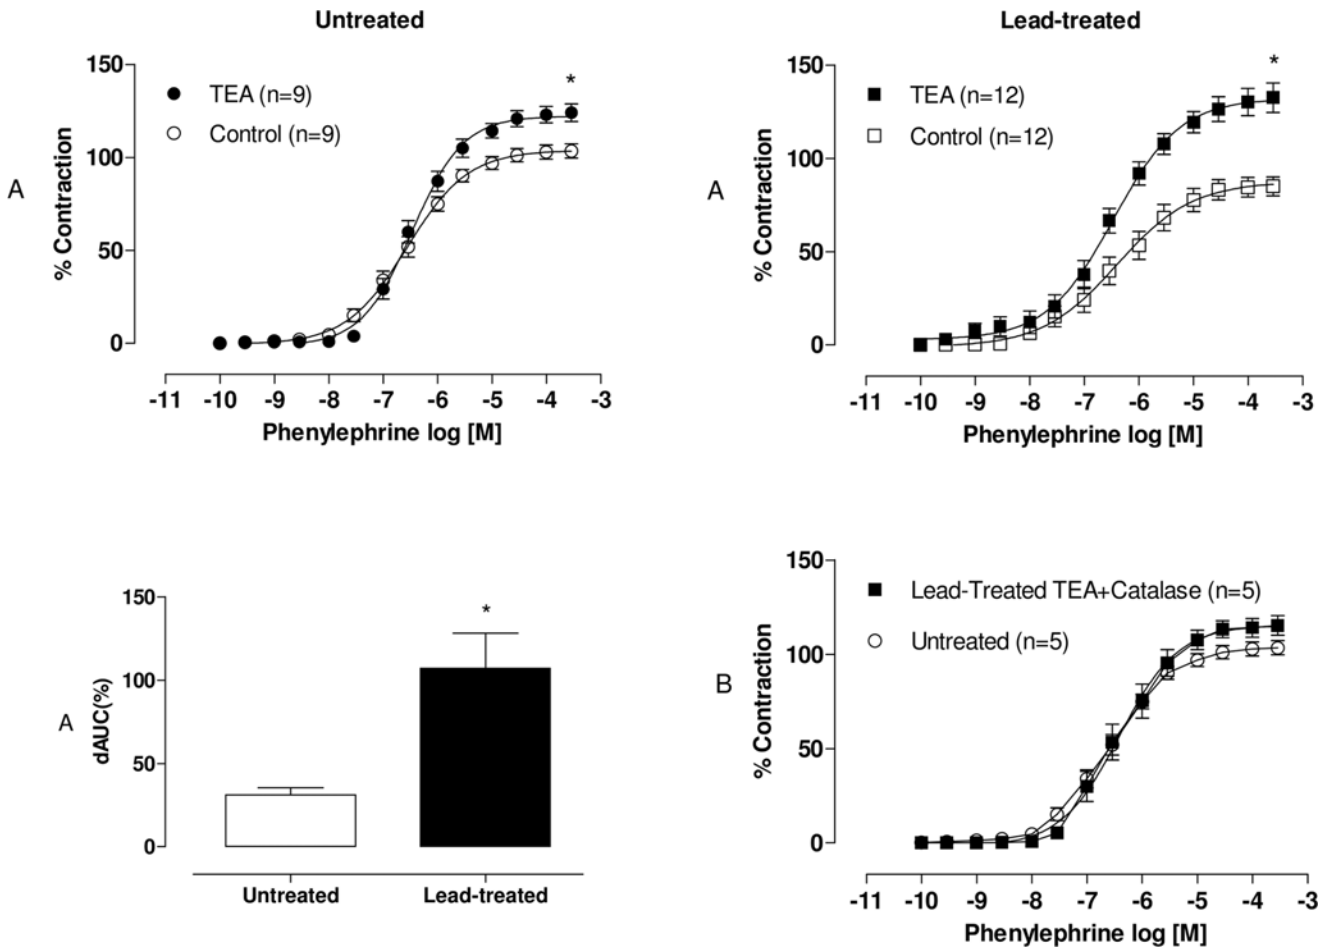 Untreated
150
100
50
0
% Contraction
A
TEA (n=9)
Control (n=9)
*
-11 -10 -9 -8 -7 -6 -5 -4 -3
Phenylephrine log [M]
Lead-treated
150
100
50
0
% Contraction
A
TEA (n=12)
Control (n=12)
*
-11 -10 -9 -8 -7 -6 -5 -4 -3
Phenylephrine log [M]
150
100
50
0
dAUC(%)
A
*
Untreated Lead-treated
150
100
50
0
% Contraction
B
Lead-Treated TEA+Catalase (n=5)
Untreated (n=5)
-11 -10 -9 -8 -7 -6 -5 -4 -3
Phenylephrine log [M]